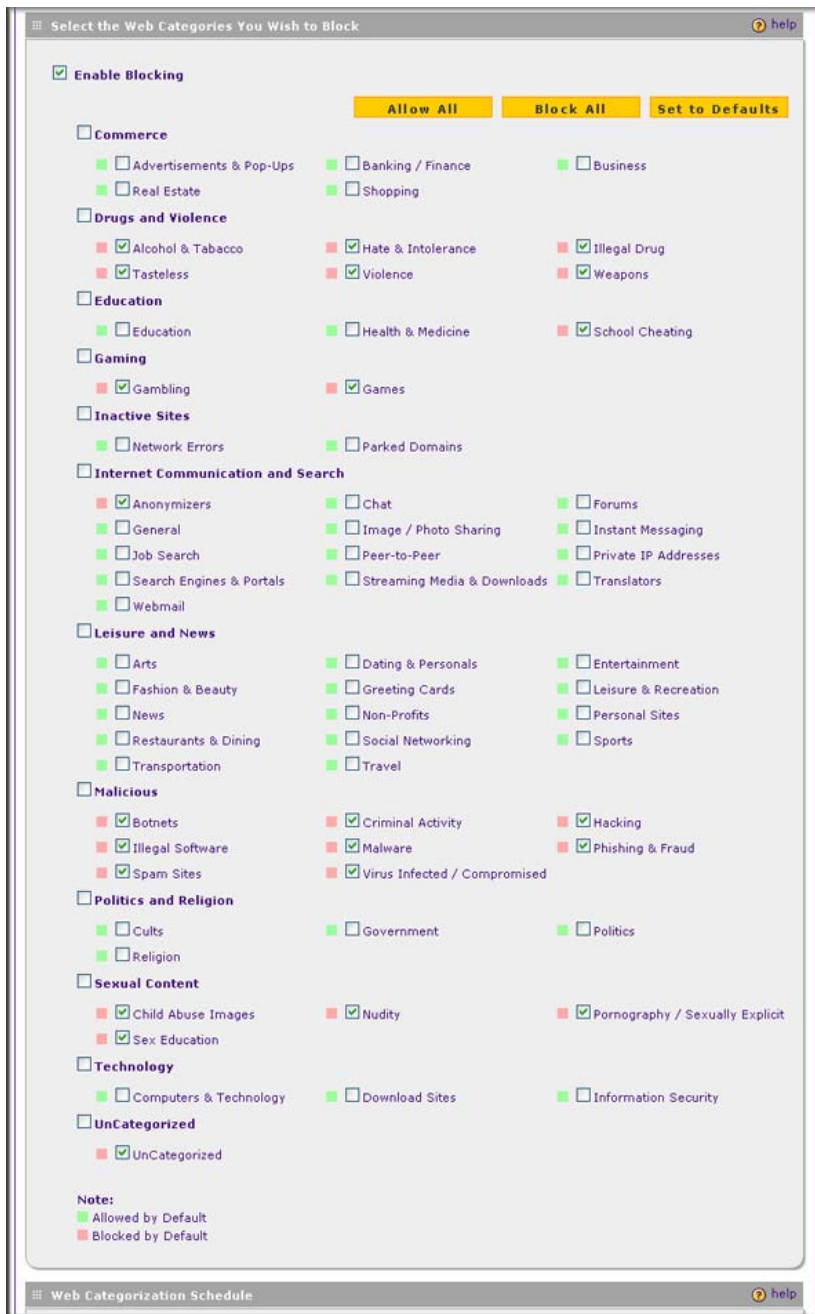 Select the Web Categories You Wish to Block ? help
Enable Blocking
Allow All Block All Set to Defaults
Commerce
Advertisements & Pop-Ups Banking / Finance Business
Real Estate Shopping
Drugs and Violence
Alcohol & Tabacco Hate & Intolerance Illegal Drug
Tasteless Violence Weapons
Education
Education Health & Medicine School Cheating
Gaming
Gambling Games
Inactive Sites
Network Errors Parked Domains
Internet Communication and Search
Anonymizers Chat Forums
General Image / Photo Sharing Instant Messaging
Job Search Peer-to-Peer Private IP Addresses
Search Engines & Portals Streaming Media & Downloads Translators
Webmail
Leisure and News
Arts Dating & Personals Entertainment
Fashion & Beauty Greeting Cards Leisure & Recreation
News Non-Profits Personal Sites
Restaurants & Dining Social Networking Sports
Transportation Travel
Malicious
Botnets Criminal Activity Hacking
Illegal Software Malware Phishing & Fraud
Spam Sites Virus Infected / Compromised
Politics and Religion
Cults Government Politics
Religion
Sexual Content
Child Abuse Images Nudity Pornography / Sexually Explicit
Sex Education
Technology
Computers & Technology Download Sites Information Security
UnCategorized
UnCategorized
Note:
Allowed by Default
Blocked by Default
Web Categorization Schedule ? help